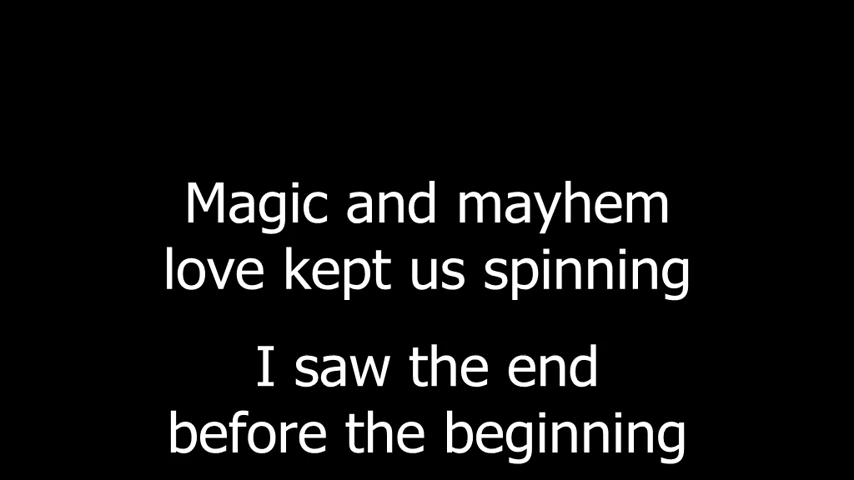 Magic and mayhem
love kept us spinning
I saw the end
before the beginning